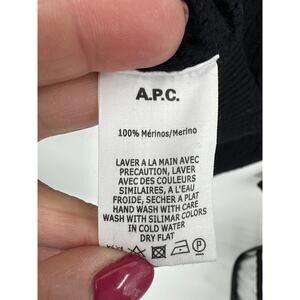 A.P.C.
100% Mérinos/Merino
LAVER A LA MAIN AVEC
PRECAUTION, LAVER
AVEC DES COULEURS
SIMILAIRES, A L'EAU
FROIDE, SECHER A PLAT
HAND WASH WITH CARE
WASH WITH SILIMAR COLORS
IN COLD WATER
DRY FLAT